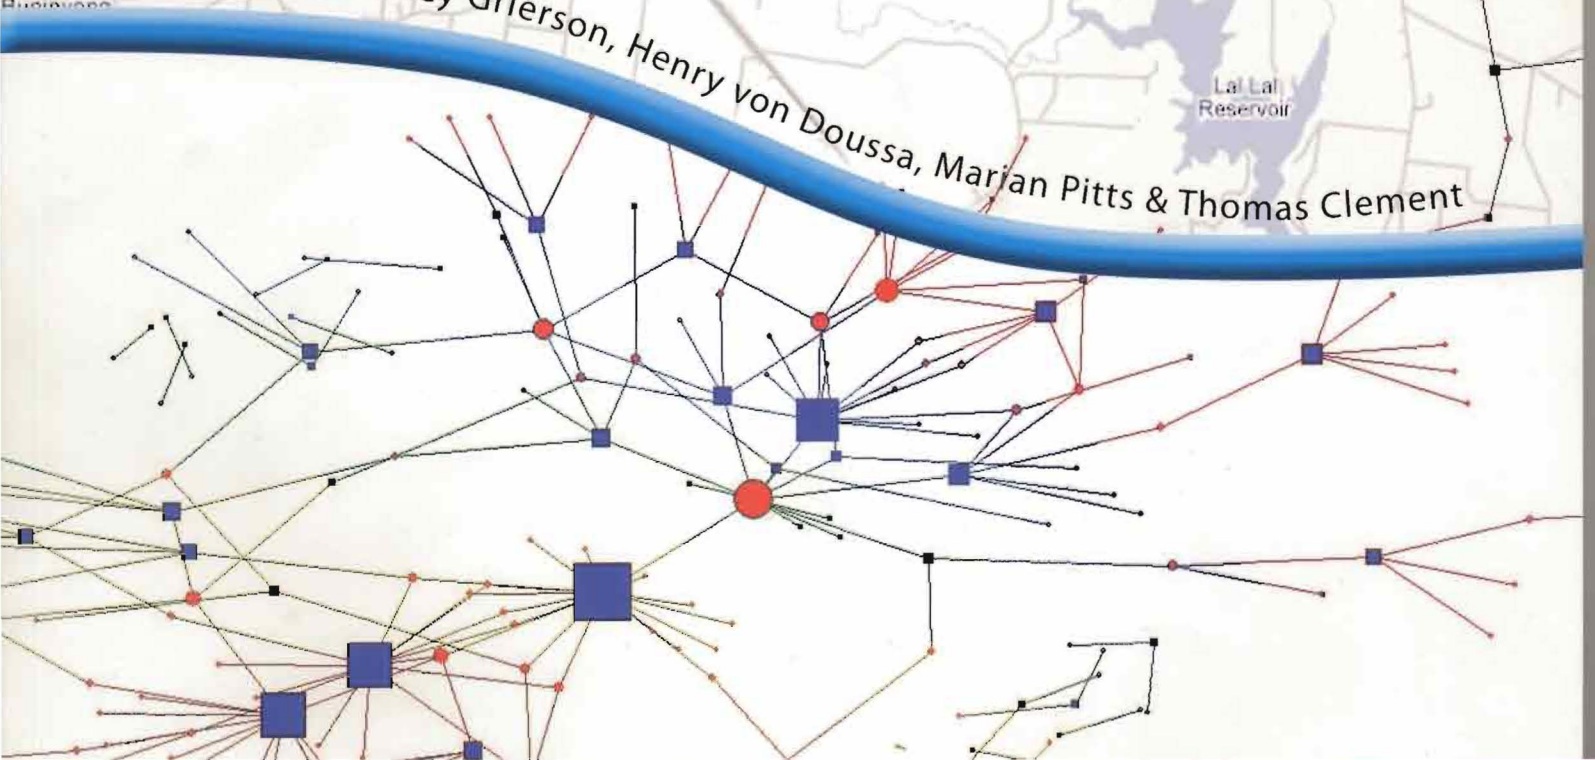 Grierson, Henry von Doussa, Marian Pitts & Thomas Clement
Lal Lal
Reservoir